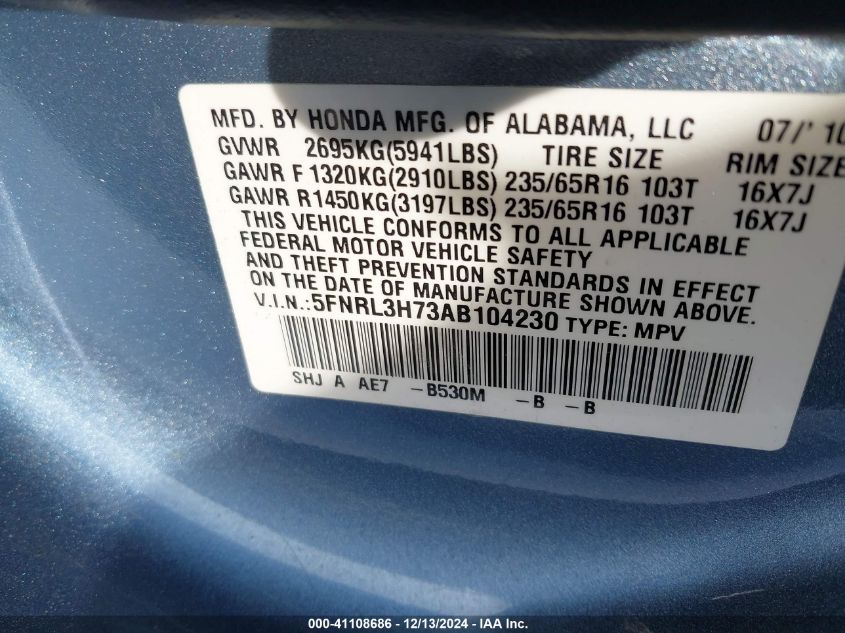 MFD. BY HONDA MFG. OF ALABAMA, LLC 07/'10
GVWR 2695KG(5941LBS) TIRE SIZE RIM SIZE
GAWR F 1320KG(2910LBS) 235/65R16 103T 16X7J
GAWR R1450KG(3197LBS) 235/65R16 103T 16X7J
THIS VEHICLE CONFORMS TO ALL APPLICABLE
FEDERAL MOTOR VEHICLE SAFETY
AND THEFT PREVENTION STANDARDS IN EFFECT
ON THE DATE OF MANUFACTURE SHOWN ABOVE.
V.I.N.: 5FNRL3H73AB104230 TYPE: MPV
SHJ A AE7 -B530M -B -B
000-41108686 - 12/13/2024 - IAA Inc.